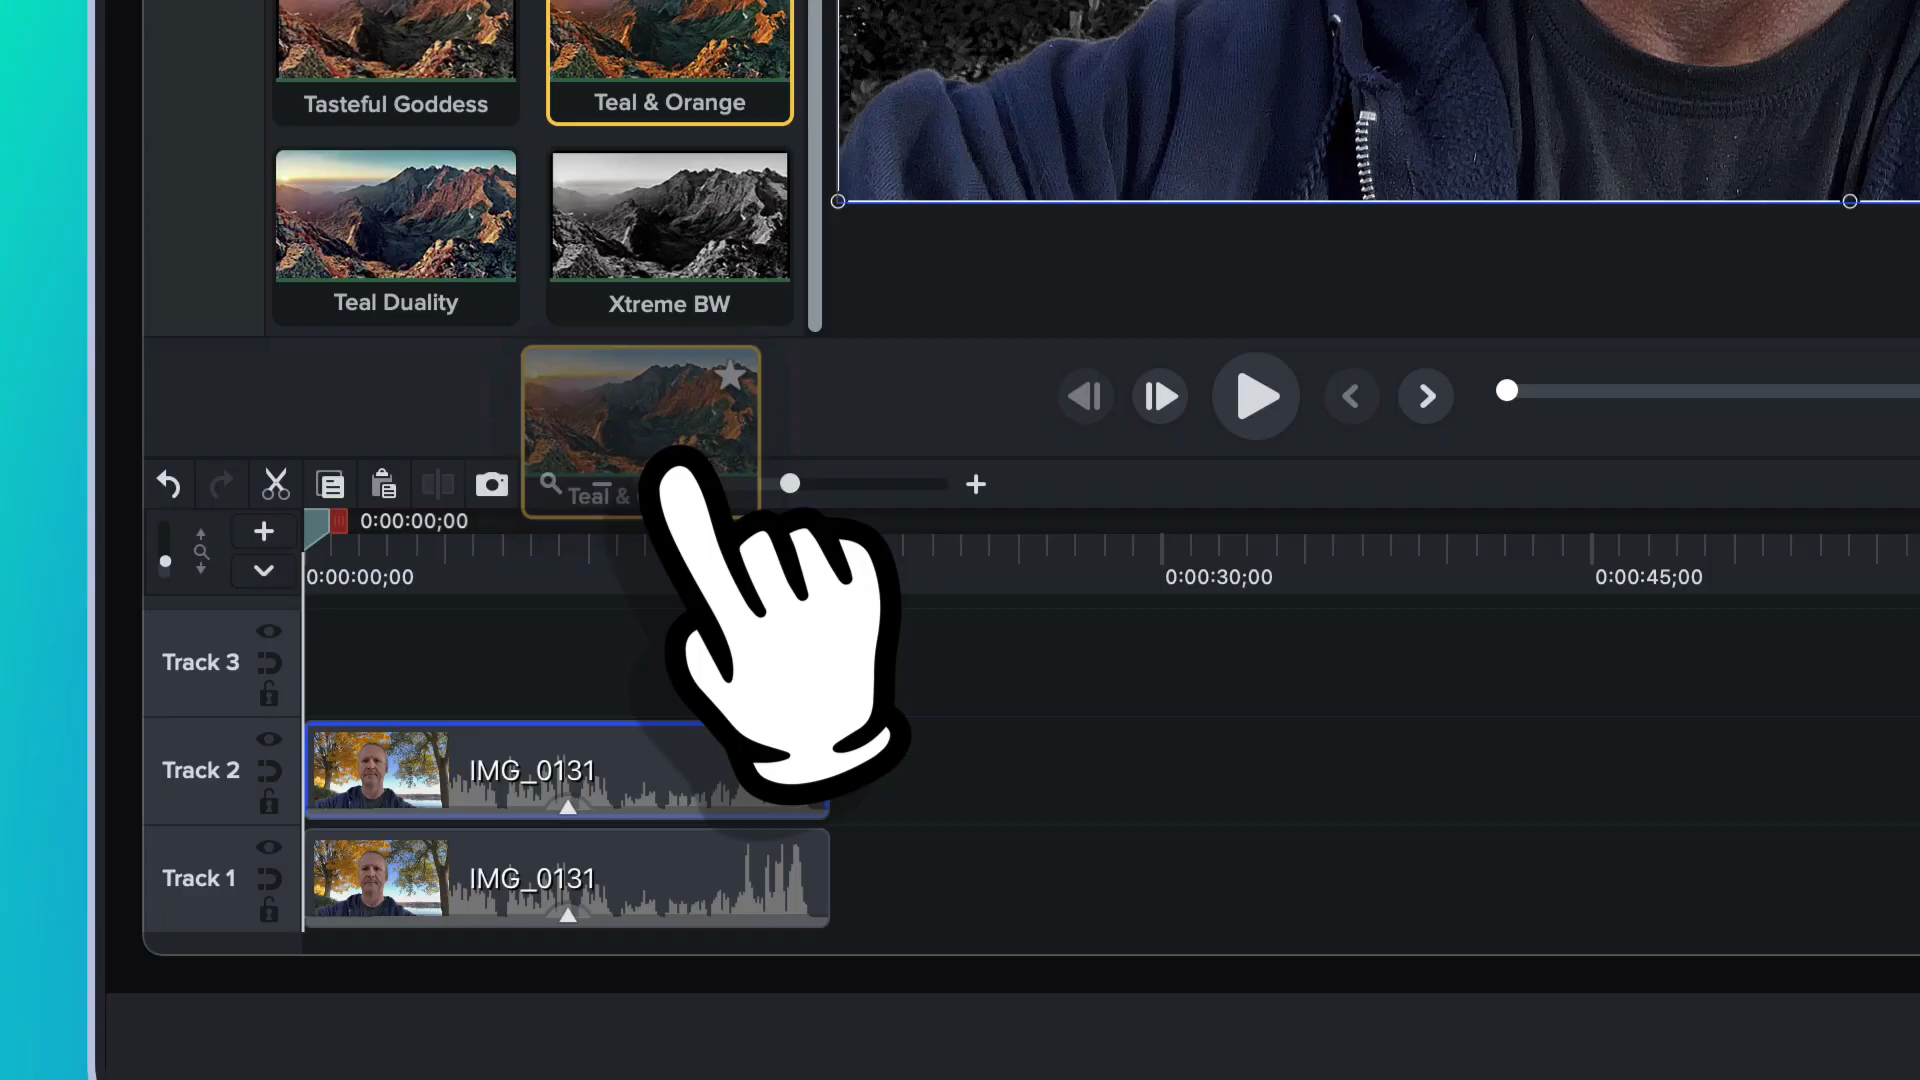 Tasteful Goddess
Teal & Orange
Teal Duality
Xtreme BW
Teal &
0:00:00;00
0:00:00;00
0:00:30;00
0:00:45;00
Track 3
Track 2
IMG_0131
Track 1
IMG_0131